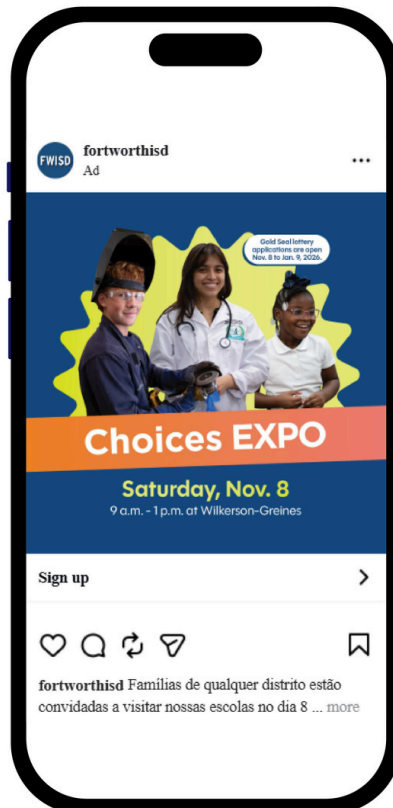 FWISD
fortworthisd
Ad
Gold Seal lottery
applications are open
Nov. 8 to Jan. 9, 2026.
Choices EXPO
Saturday, Nov. 8
9 a.m. - 1 p.m. at Wilkerson-Greines
Sign up
fortworthisd Famílias de qualquer distrito estão
convidadas a visitar nossas escolas no dia 8 ... more